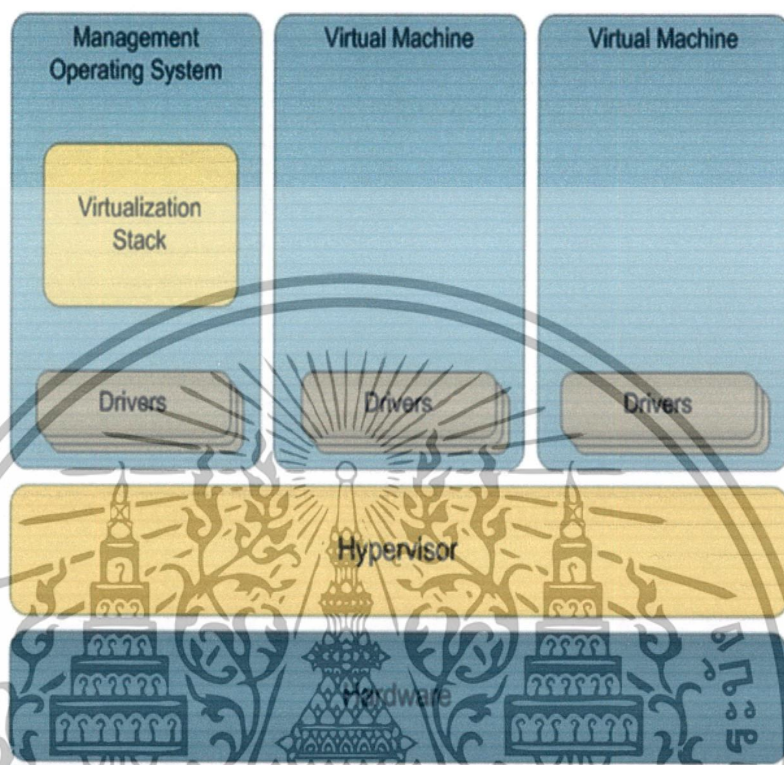 Management
Operating System
Virtual Machine
Virtual Machine
Virtualization
Stack
Drivers
Drivers
Drivers
Hypervisor
Hardware